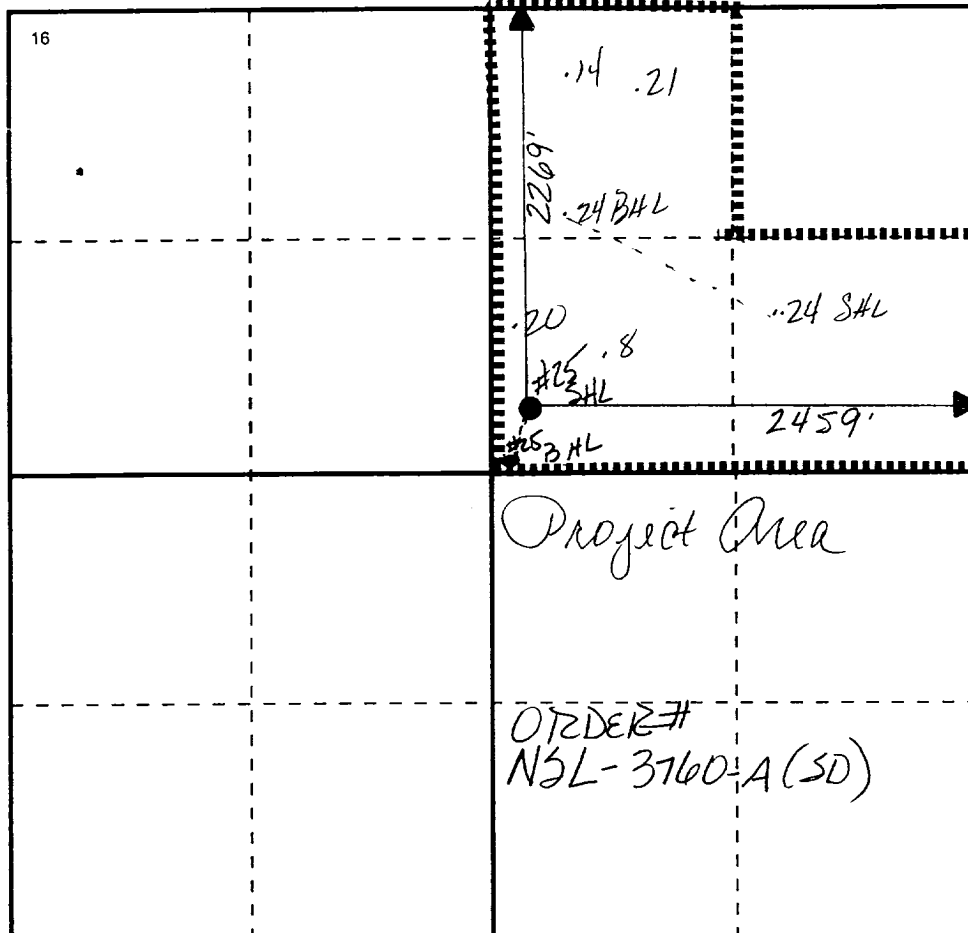 16
.14 .21
2269'
.24 BHL
..24 SHL
.20
.8
#25
SHL
2459'
#25 BHL
Project Area
ORDER#
NSL-3760-A (SD)